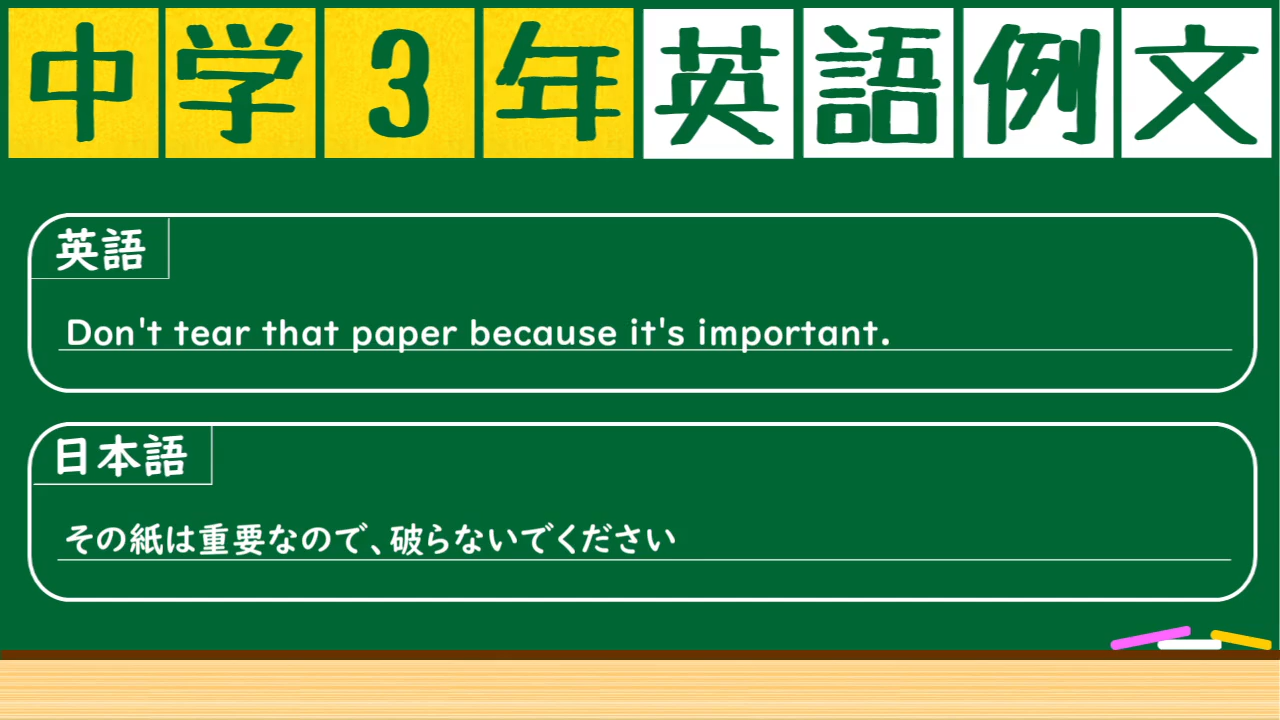 中学3年英語例文
英語
Don't tear that paper because it's important.
日本語
その紙は重要なので、破らないでください